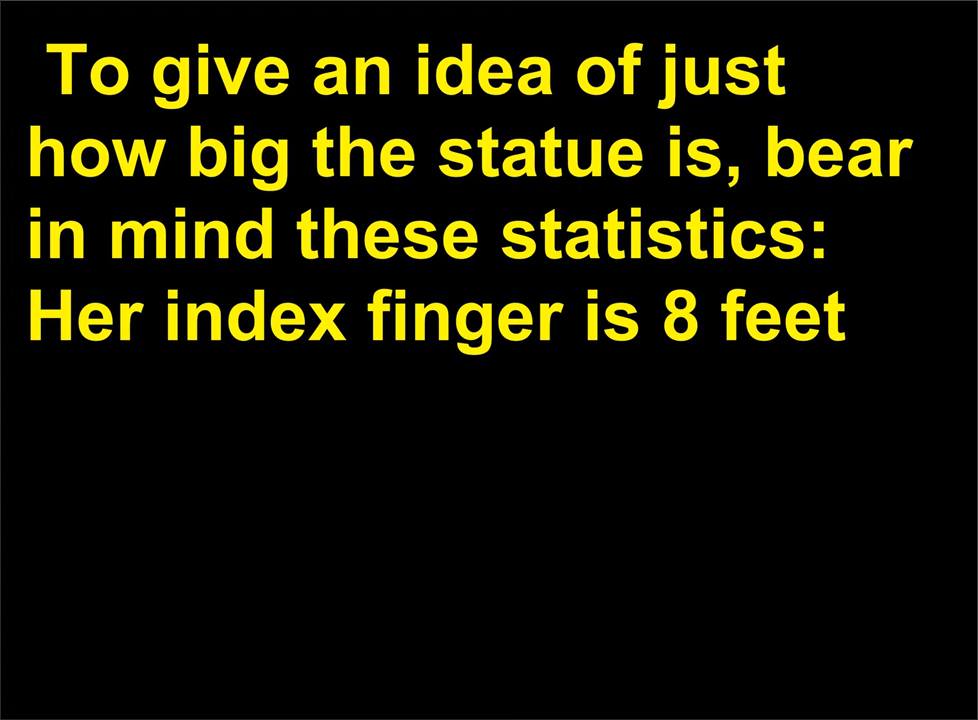 To give an idea of just
how big the statue is, bear
in mind these statistics:
Her index finger is 8 feet